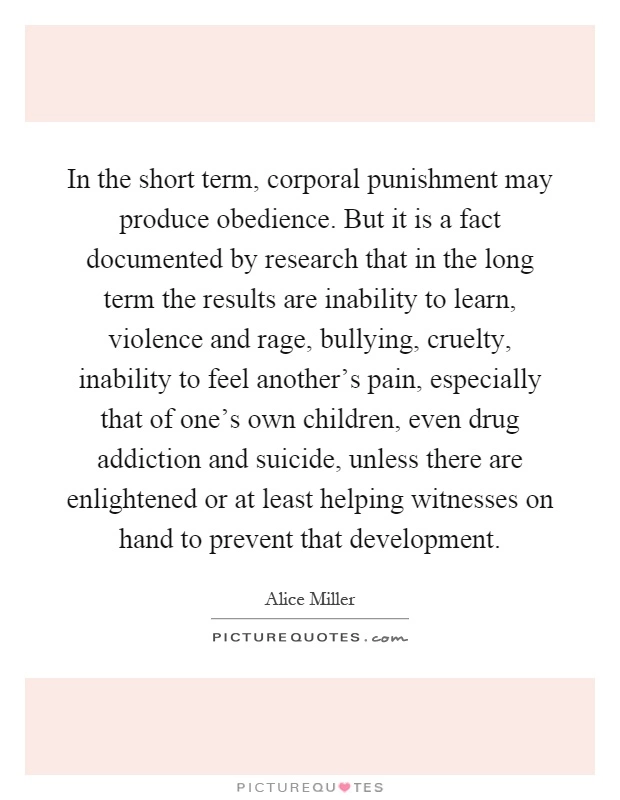 In the short term, corporal punishment may
produce obedience. But it is a fact
documented by research that in the long
term the results are inability to learn,
violence and rage, bullying, cruelty,
inability to feel another’s pain, especially
that of one’s own children, even drug
addiction and suicide, unless there are
enlightened or at least helping witnesses on
hand to prevent that development.
Alice Miller
PICTUREQUOTES.com
PICTUREQU♥TES